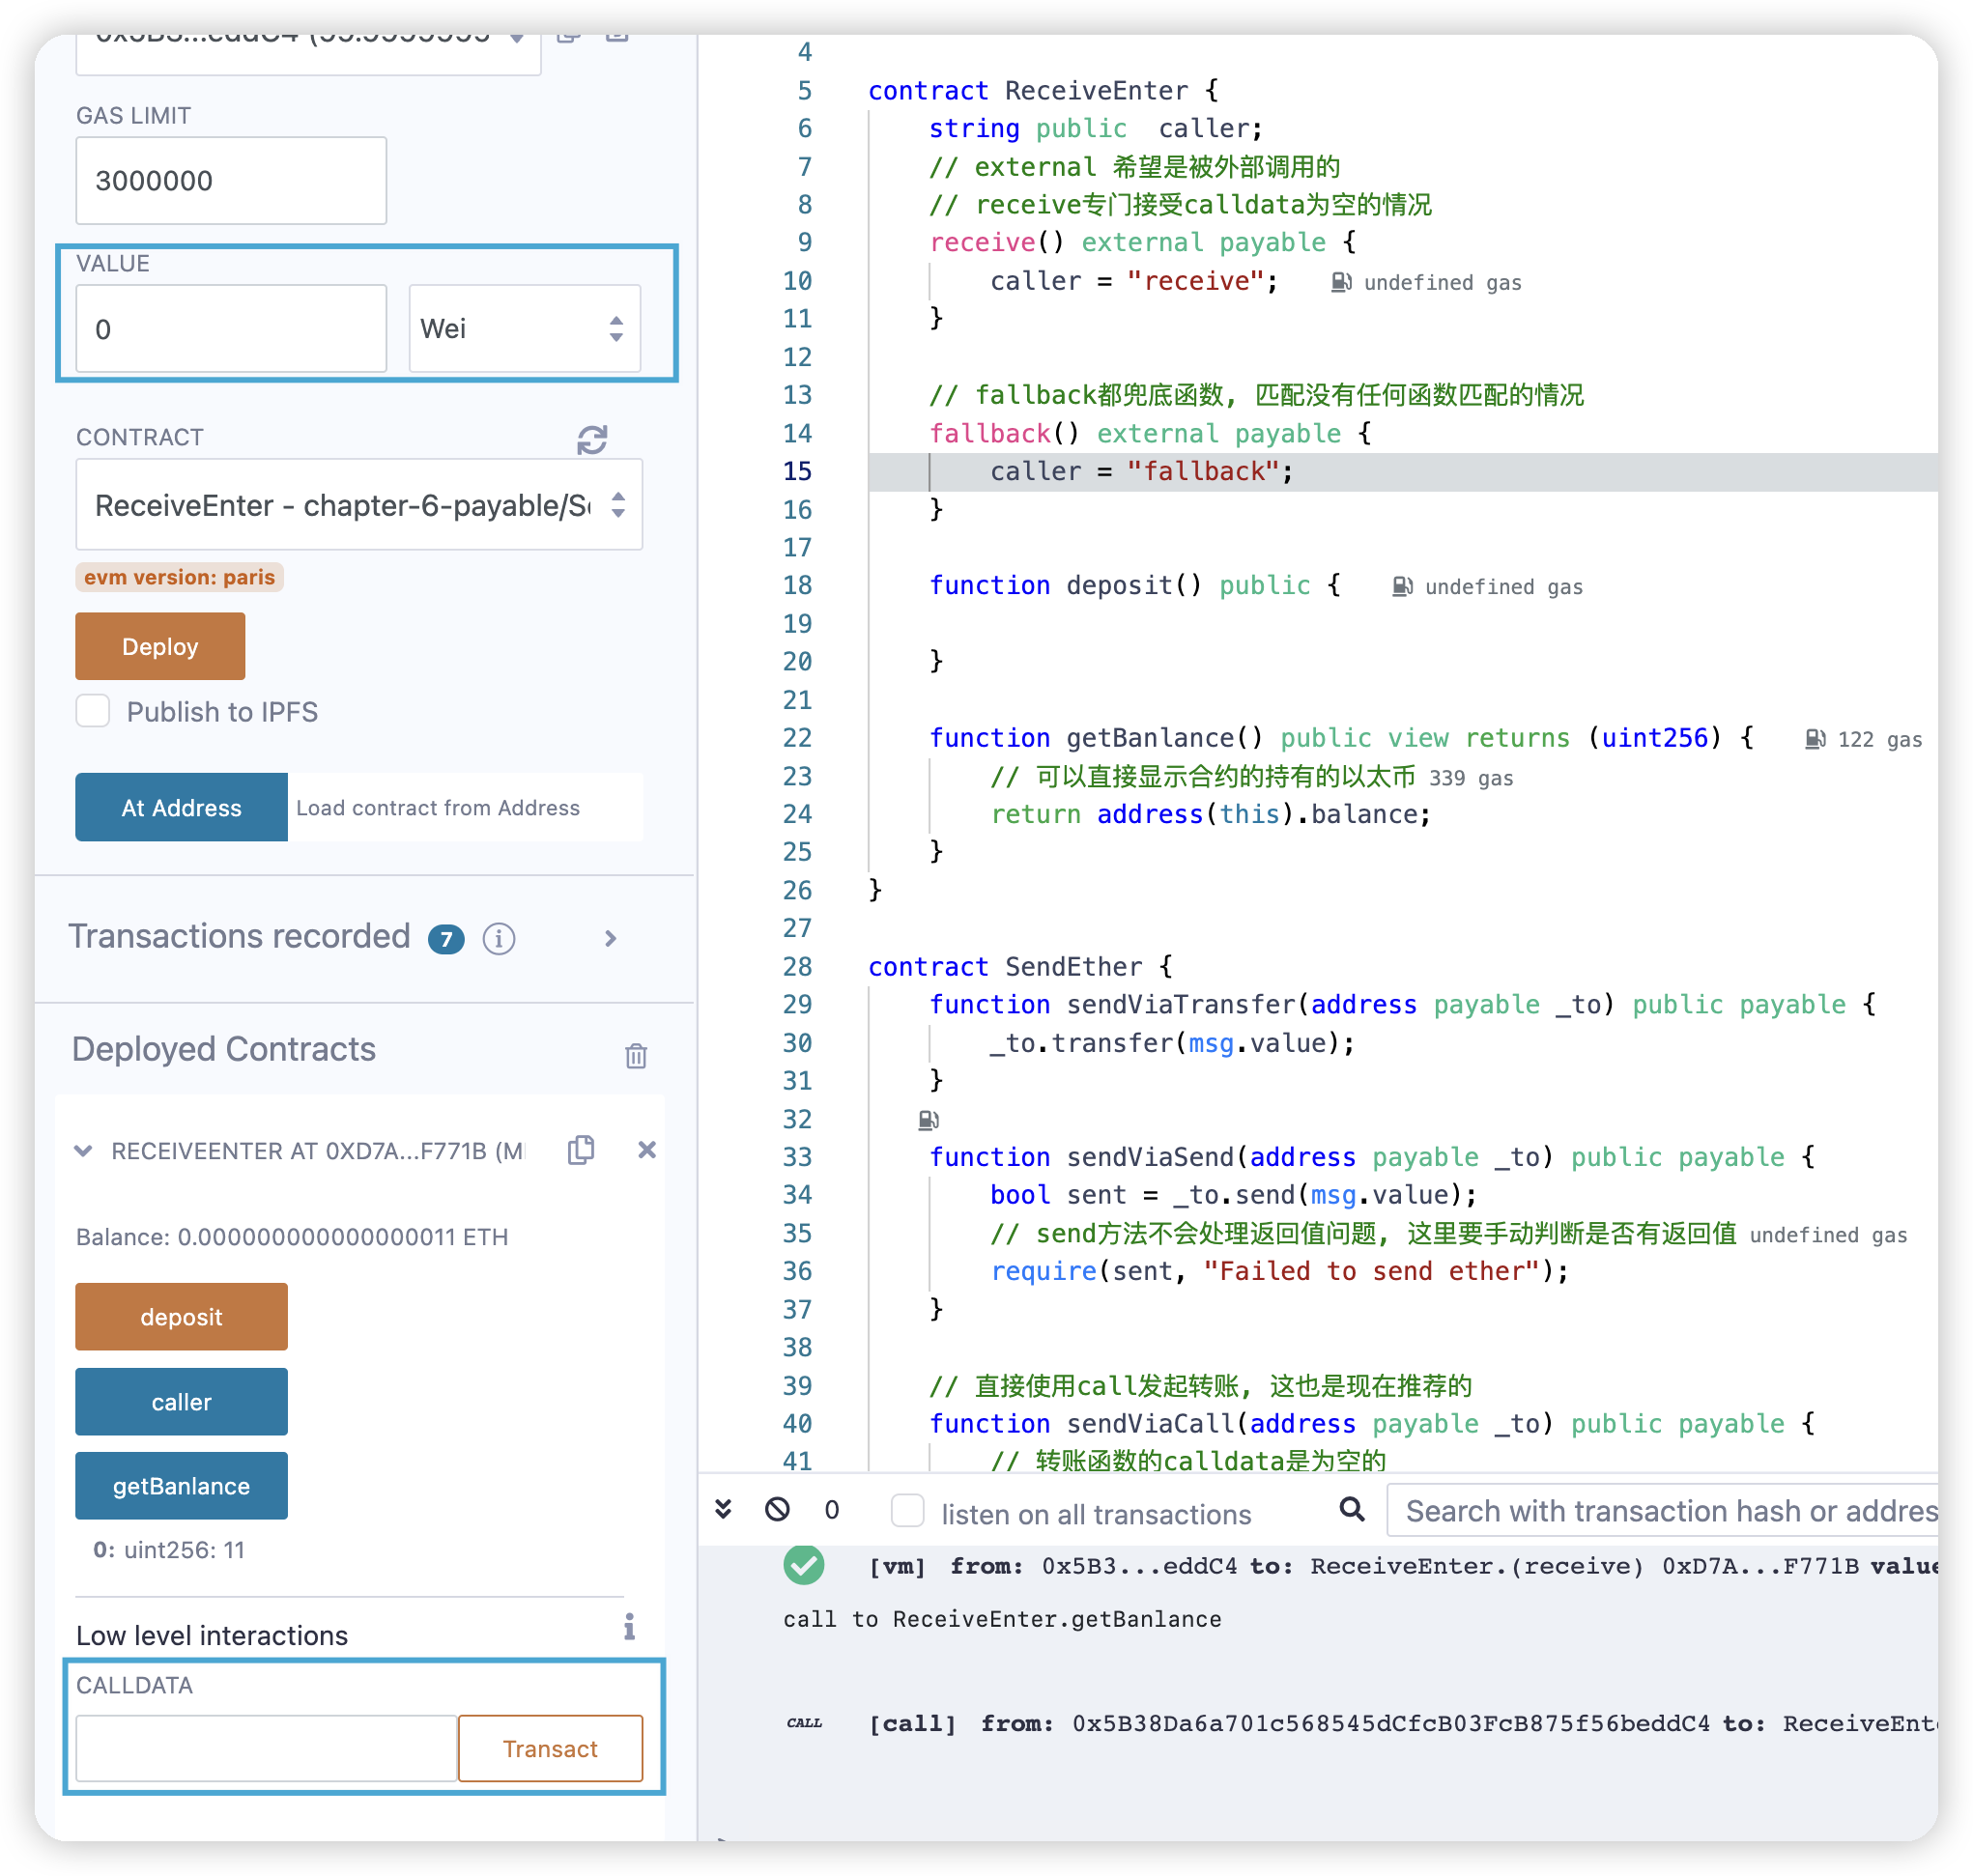 GAS LIMIT
3000000
VALUE
0
Wei
CONTRACT
ReceiveEnter - chapter-6-payable/S
evm version: paris
Deploy
Publish to IPFS
At Address
Load contract from Address
Transactions recorded 7
Deployed Contracts
RECEIVEENTER AT 0XD7A...F771B (M
Balance: 0.000000000000000011 ETH
deposit
caller
getBanlance
0: uint256: 11
Low level interactions
CALLDATA
Transact
4
5 contract ReceiveEnter {
6 string public  caller;
7 // external 希望是被外部调用的
8 // receive专门接受calldata为空的情况
9 receive() external payable {
10 caller = "receive"; undefined gas
11 }
12
13 // fallback都兜底函数, 匹配没有任何函数匹配的情况
14 fallback() external payable {
15 caller = "fallback";
16 }
17
18 function deposit() public { undefined gas
19
20 }
21
22 function getBanlance() public view returns (uint256) { 122 gas
23 // 可以直接显示合约的持有的以太币 339 gas
24 return address(this).balance;
25 }
26 }
27
28 contract SendEther {
29 function sendViaTransfer(address payable _to) public payable {
30 _to.transfer(msg.value);
31 }
32
33 function sendViaSend(address payable _to) public payable {
34 bool sent = _to.send(msg.value);
35 // send方法不会处理返回值问题, 这里要手动判断是否有返回值 undefined gas
36 require(sent, "Failed to send ether");
37 }
38
39 // 直接使用call发起转账, 这也是现在推荐的
40 function sendViaCall(address payable _to) public payable {
41 // 转账函数的calldata是为空的
0 listen on all transactions Search with transaction hash or addres
[vm] from: 0x5B3...eddC4 to: ReceiveEnter.(receive) 0xD7A...F771B value
call to ReceiveEnter.getBanlance
CALL [call] from: 0x5B38Da6a701c568545dCfcB03FcB875f56beddC4 to: ReceiveEnt